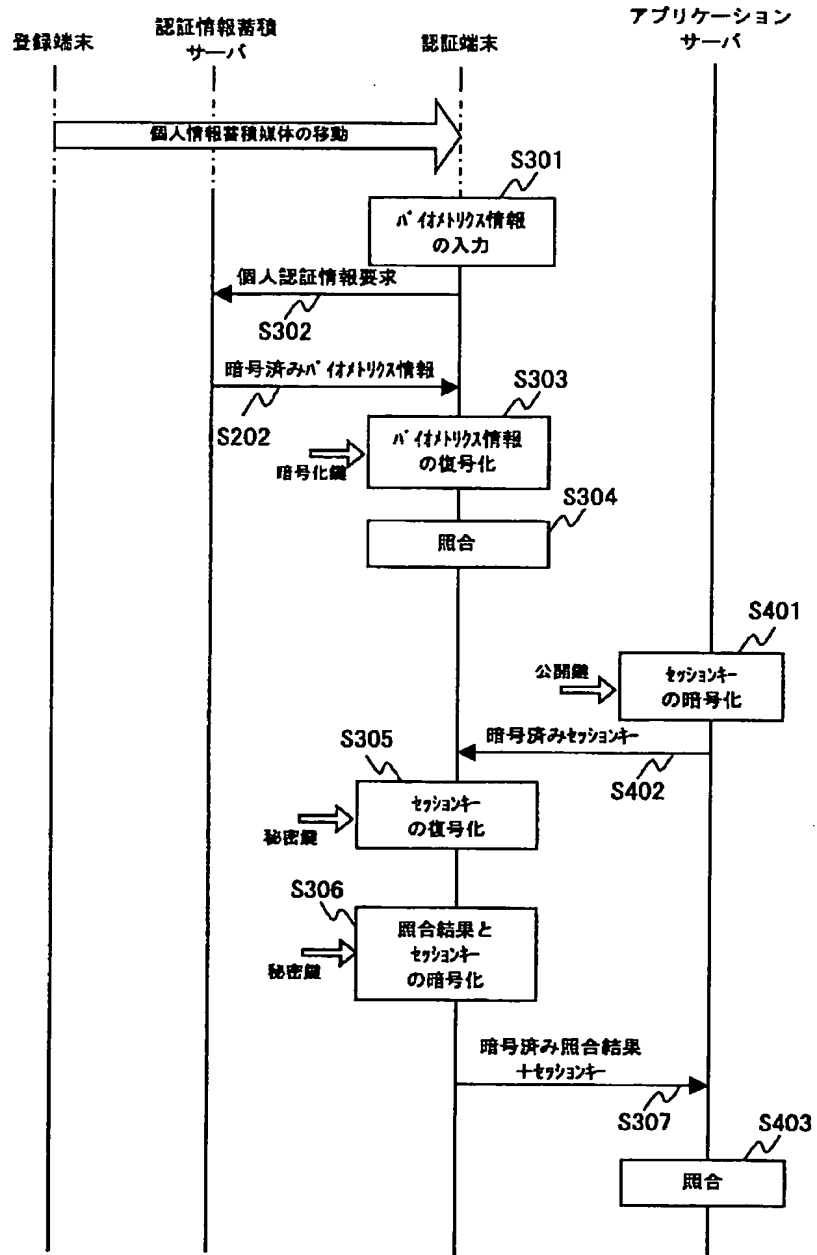 登録端末
認証情報蓄積
サーバ
認証端末
アプリケーション
サーバ
個人情報蓄積媒体の移動
S301
ﾊﾞｲｵﾒﾄﾘｸｽ情報
の入力
個人認証情報要求
S302
暗号済みﾊﾞｲｵﾒﾄﾘｸｽ情報
S202
S303
ﾊﾞｲｵﾒﾄﾘｸｽ情報
の復号化
暗号化鍵
S304
照合
S401
公開鍵
ｾｯｼｮﾝｷｰ
の暗号化
暗号済みｾｯｼｮﾝｷｰ
S402
S305
ｾｯｼｮﾝｷｰ
の復号化
秘密鍵
S306
照合結果と
ｾｯｼｮﾝｷｰ
の暗号化
秘密鍵
暗号済み照合結果
＋ｾｯｼｮﾝｷｰ
S307
S403
照合